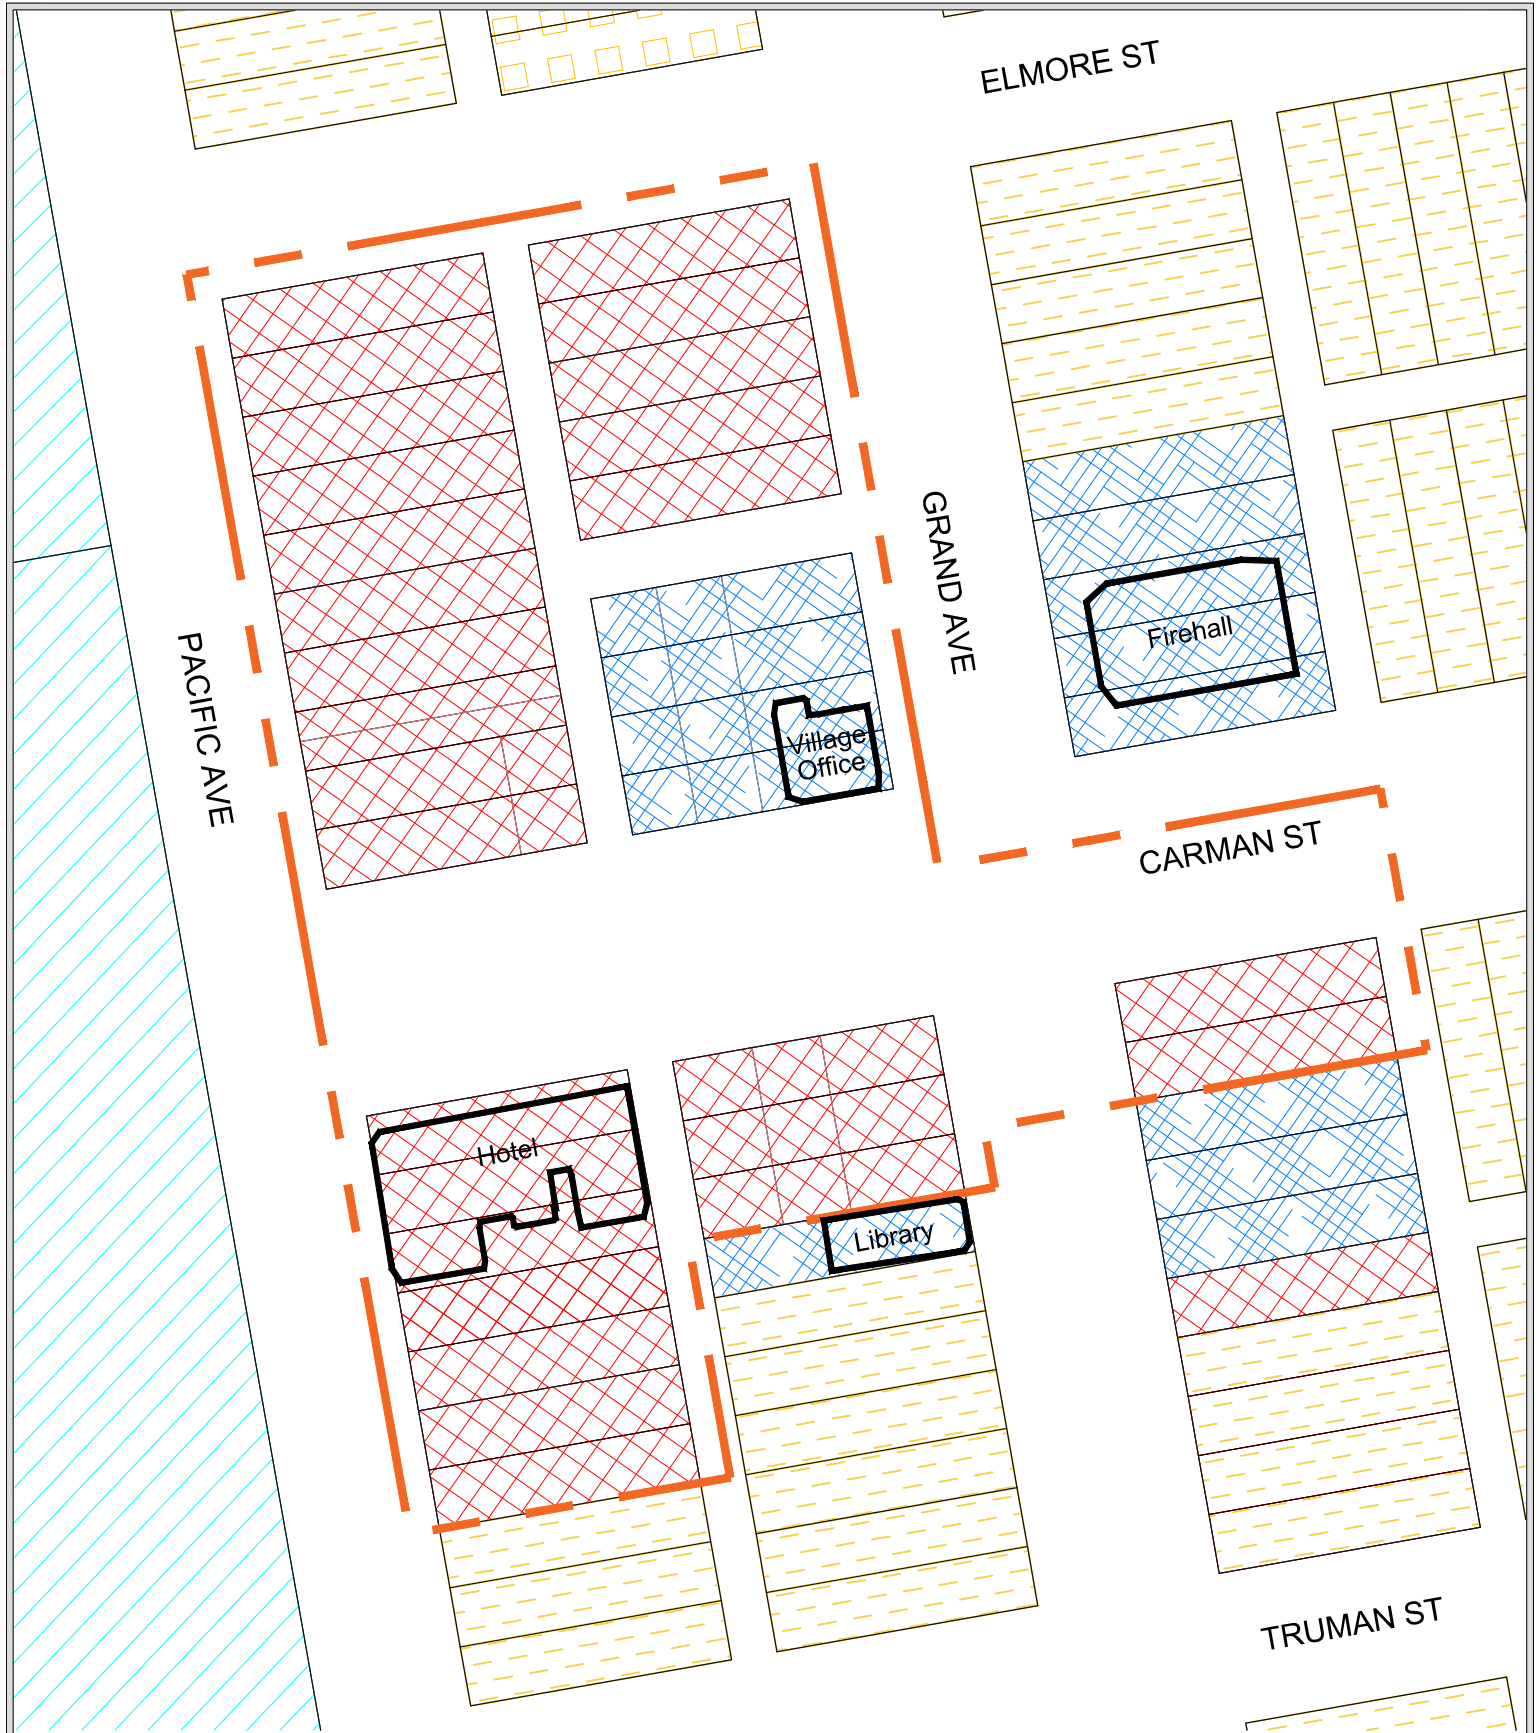 ELMORE ST
GRAND AVE
PACIFIC AVE
Firehall
Village
Office
CARMAN ST
Hotel
Library
TRUMAN ST